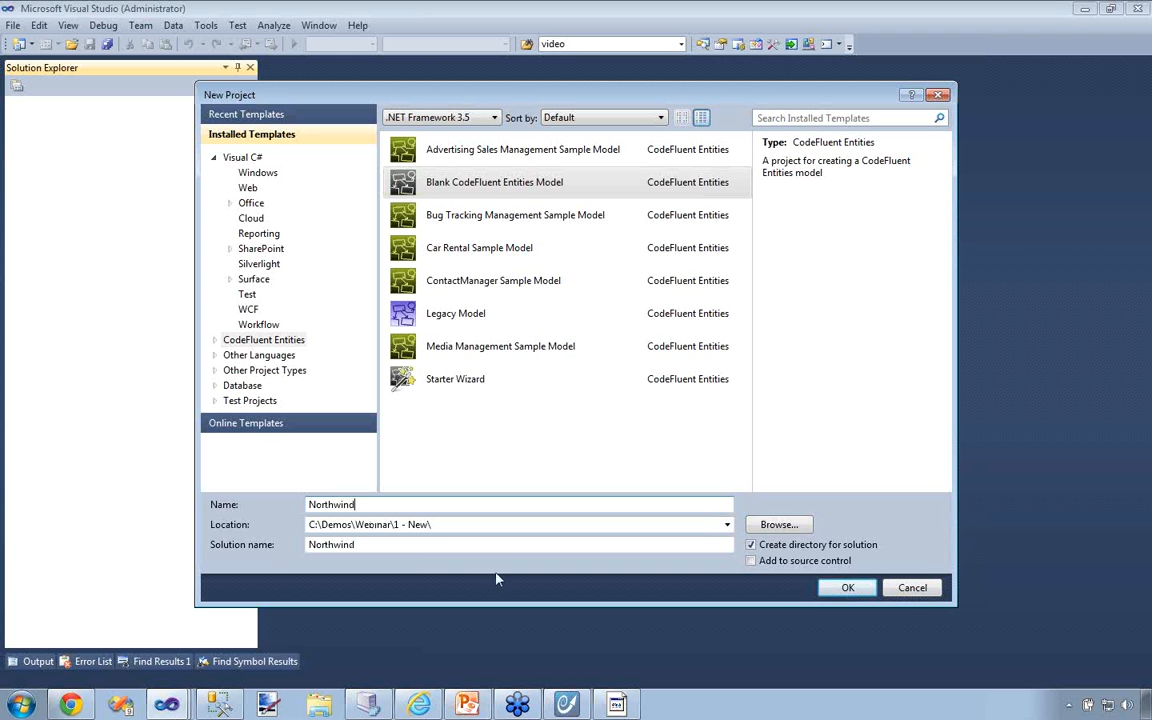 Microsoft Visual Studio (Administrator)
File Edit View Debug Team Data Tools Test Analyze Window Help
video
Solution Explorer
New Project
Recent Templates
Installed Templates
Visual C#
Windows
Web
Office
Cloud
Reporting
SharePoint
Silverlight
Surface
Test
WCF
Workflow
CodeFluent Entities
Other Languages
Other Project Types
Database
Test Projects
Online Templates
.NET Framework 3.5 Sort by: Default
Advertising Sales Management Sample Model CodeFluent Entities
Blank CodeFluent Entities Model CodeFluent Entities
Bug Tracking Management Sample Model CodeFluent Entities
Car Rental Sample Model CodeFluent Entities
ContactManager Sample Model CodeFluent Entities
Legacy Model CodeFluent Entities
Media Management Sample Model CodeFluent Entities
Starter Wizard CodeFluent Entities
Search Installed Templates
Type: CodeFluent Entities
A project for creating a CodeFluent
Entities model
Name: Northwind
Location: C:\Demos\Webinar\1 - New\ Browse...
Solution name: Northwind
Create directory for solution
Add to source control
OK Cancel
Output Error List Find Results 1 Find Symbol Results